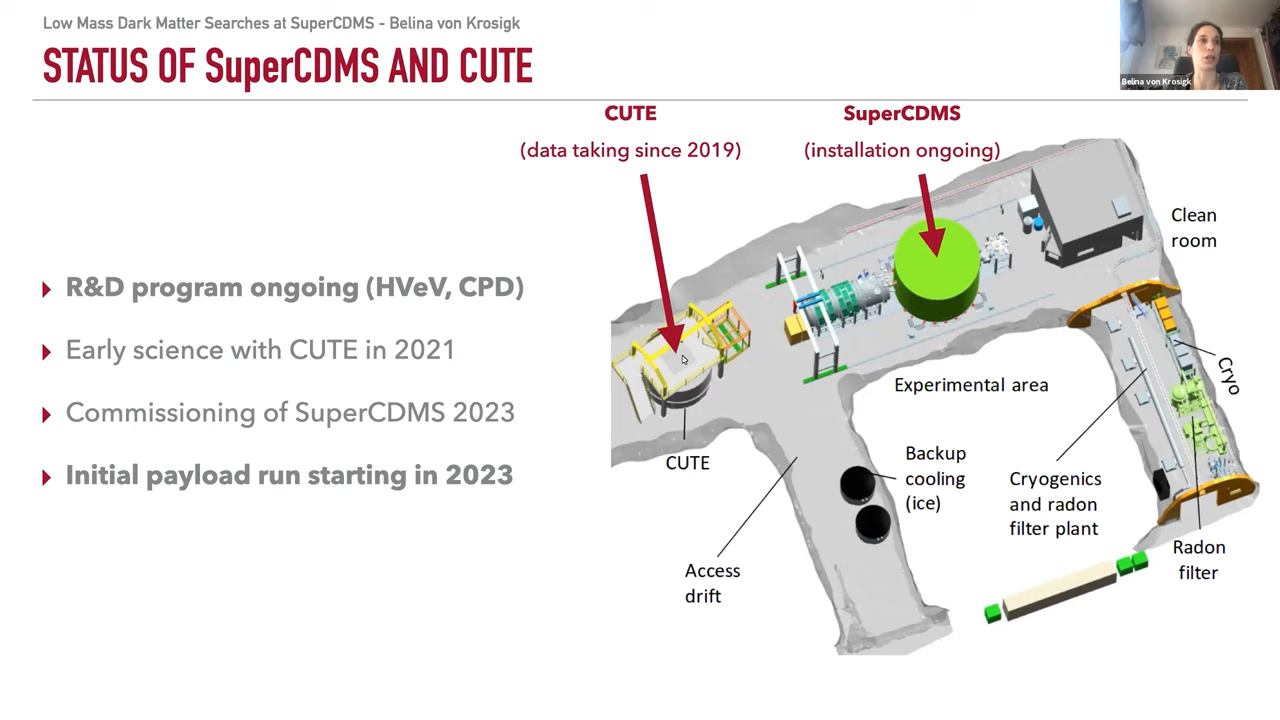 Low Mass Dark Matter Searches at SuperCDMS - Belina von Krosigk
STATUS OF SuperCDMS AND CUTE
Belina von Krosigk
CUTE
(data taking since 2019)
SuperCDMS
(installation ongoing)
R&D program ongoing (HVeV, CPD)
Early science with CUTE in 2021
Commissioning of SuperCDMS 2023
Initial payload run starting in 2023
Clean
room
Cryo
Experimental area
CUTE
Backup
cooling
(ice)
Cryogenics
and radon
filter plant
Radon
filter
Access
drift